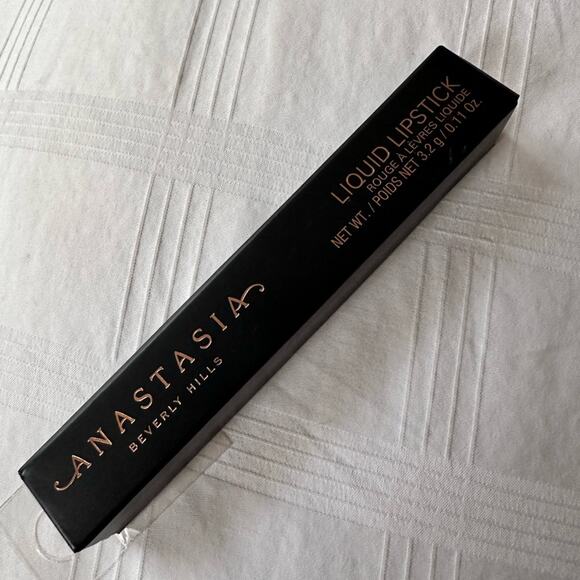 ANASTASIA
BEVERLY HILLS
LIQUID LIPSTICK
ROUGE À LÈVRES LIQUIDE
NET WT. / POIDS NET 3.2 g / 0.11 Oz.